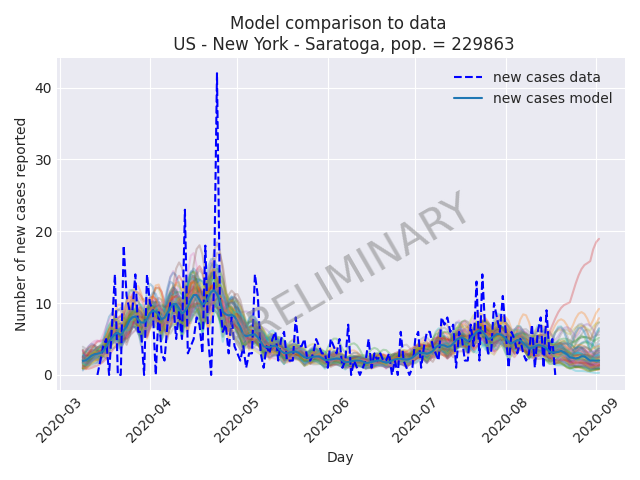 Model comparison to data
US - New York - Saratoga, pop. = 229863
new cases data
new cases model
PRELIMINARY
Number of new cases reported
40
30
20
10
0
2020-03
2020-04
2020-05
2020-06
2020-07
2020-08
2020-09
Day